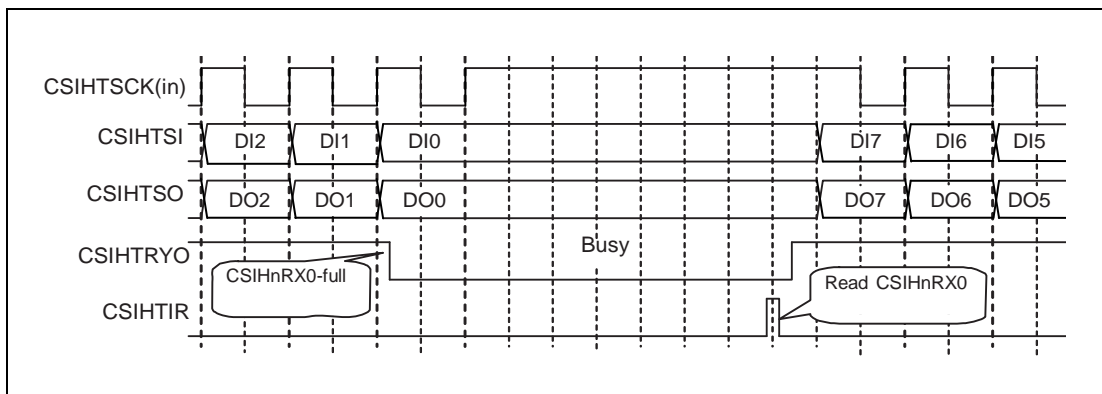 CSIHTSCK(in)
CSIHTSI DI2 DI1 DI0 DI7 DI6 DI5
CSIHTSO DO2 DO1 DO0 DO7 DO6 DO5
CSIHTRYO Busy
CSIHnRX0-full Read CSIHnRX0
CSIHTIR